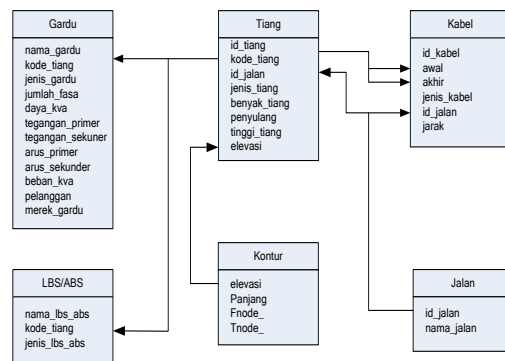 Gardu
nama_gardu
kode_tiang
jenis_gardu
jumlah_fasa
daya_kva
tegangan_primer
tegangan_sekuner
arus_primer
arus_sekunder
beban_kva
pelanggan
merek_gardu
Tiang
id_tiang
kode_tiang
id_jalan
jenis_tiang
benyak_tiang
penyulang
tinggi_tiang
elevasi
Kabel
id_kabel
awal
akhir
jenis_kabel
id_jalan
jarak
LBS/ABS
nama_lbs_abs
kode_tiang
jenis_lbs_abs
Kontur
elevasi
Panjang
Fnode_
Tnode_
Jalan
id_jalan
nama_jalan